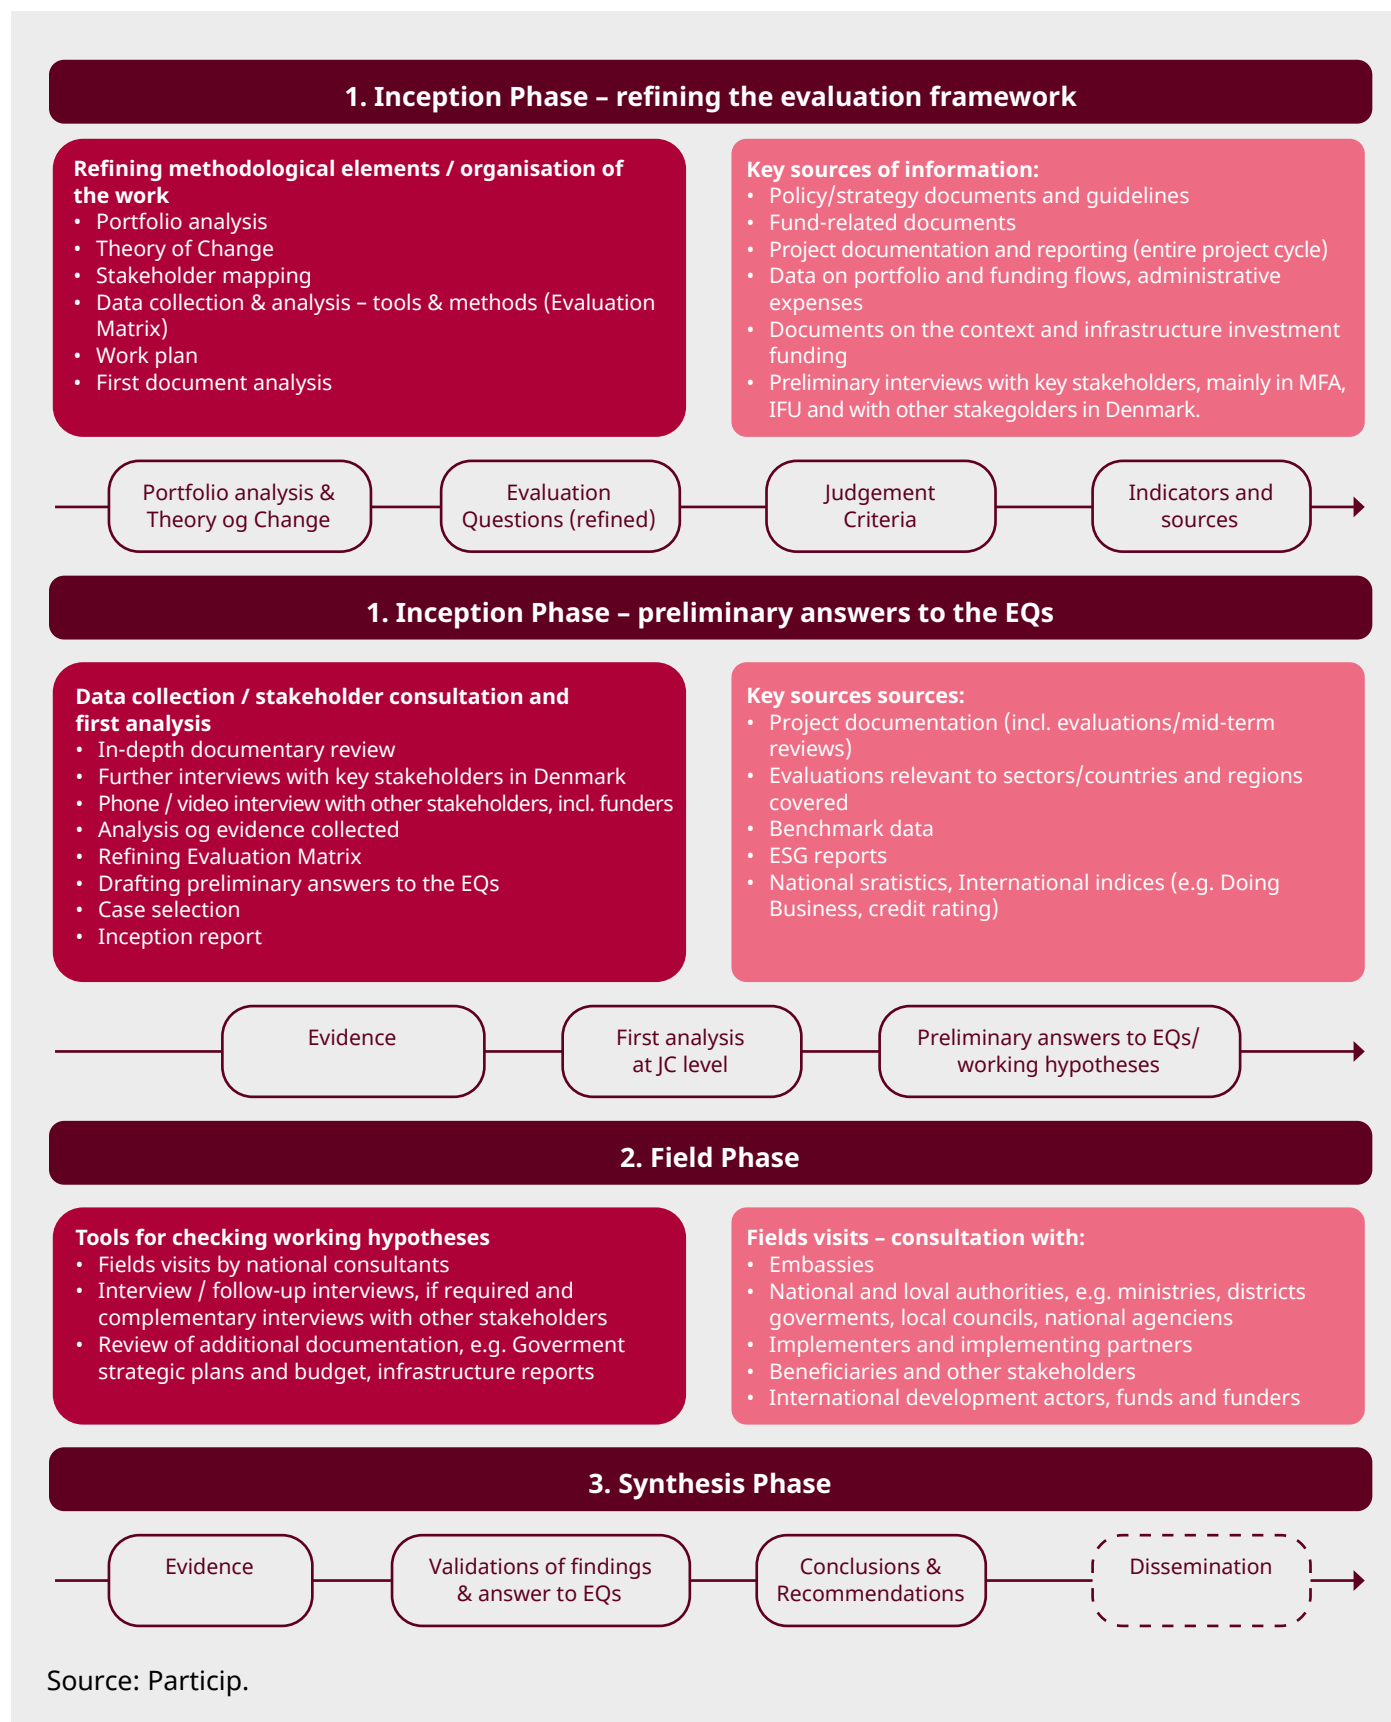 1. Inception Phase – refining the evaluation framework
Refining methodological elements / organisation of
the work
• Portfolio analysis
• Theory of Change
• Stakeholder mapping
• Data collection & analysis – tools & methods (Evaluation
Matrix)
• Work plan
• First document analysis
Key sources of information:
• Policy/strategy documents and guidelines
• Fund-related documents
• Project documentation and reporting (entire project cycle)
• Data on portfolio and funding flows, administrative
expenses
• Documents on the context and infrastructure investment
funding
• Preliminary interviews with key stakeholders, mainly in MFA,
IFU and with other stakegolders in Denmark.
Portfolio analysis &
Theory og Change
Evaluation
Questions (refined)
Judgement
Criteria
Indicators and
sources
1. Inception Phase – preliminary answers to the EQs
Data collection / stakeholder consultation and
first analysis
• In-depth documentary review
• Further interviews with key stakeholders in Denmark
• Phone / video interview with other stakeholders, incl. funders
• Analysis og evidence collected
• Refining Evaluation Matrix
• Drafting preliminary answers to the EQs
• Case selection
• Inception report
Key sources sources:
• Project documentation (incl. evaluations/mid-term
reviews)
• Evaluations relevant to sectors/countries and regions
covered
• Benchmark data
• ESG reports
• National sratistics, International indices (e.g. Doing
Business, credit rating)
Evidence
First analysis
at JC level
Preliminary answers to EQs/
working hypotheses
2. Field Phase
Tools for checking working hypotheses
• Fields visits by national consultants
• Interview / follow-up interviews, if required and
complementary interviews with other stakeholders
• Review of additional documentation, e.g. Goverment
strategic plans and budget, infrastructure reports
Fields visits – consultation with:
• Embassies
• National and loval authorities, e.g. ministries, districts
goverments, local councils, national agenciens
• Implementers and implementing partners
• Beneficiaries and other stakeholders
• International development actors, funds and funders
3. Synthesis Phase
Evidence
Validations of findings
& answer to EQs
Conclusions &
Recommendations
Dissemination
Source: Particip.